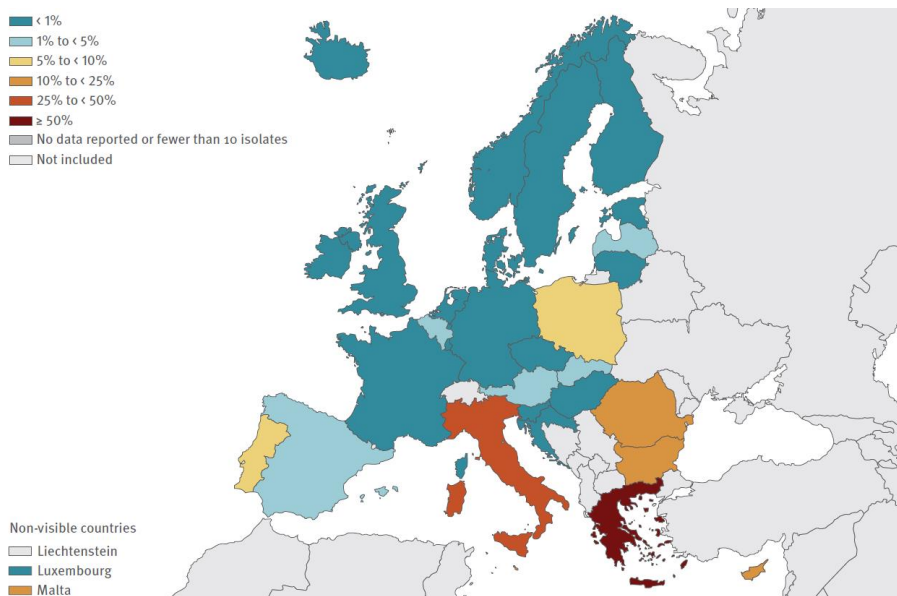 < 1%
1% to < 5%
5% to < 10%
10% to < 25%
25% to < 50%
≥ 50%
No data reported or fewer than 10 isolates
Not included
Non-visible countries
Liechtenstein
Luxembourg
Malta